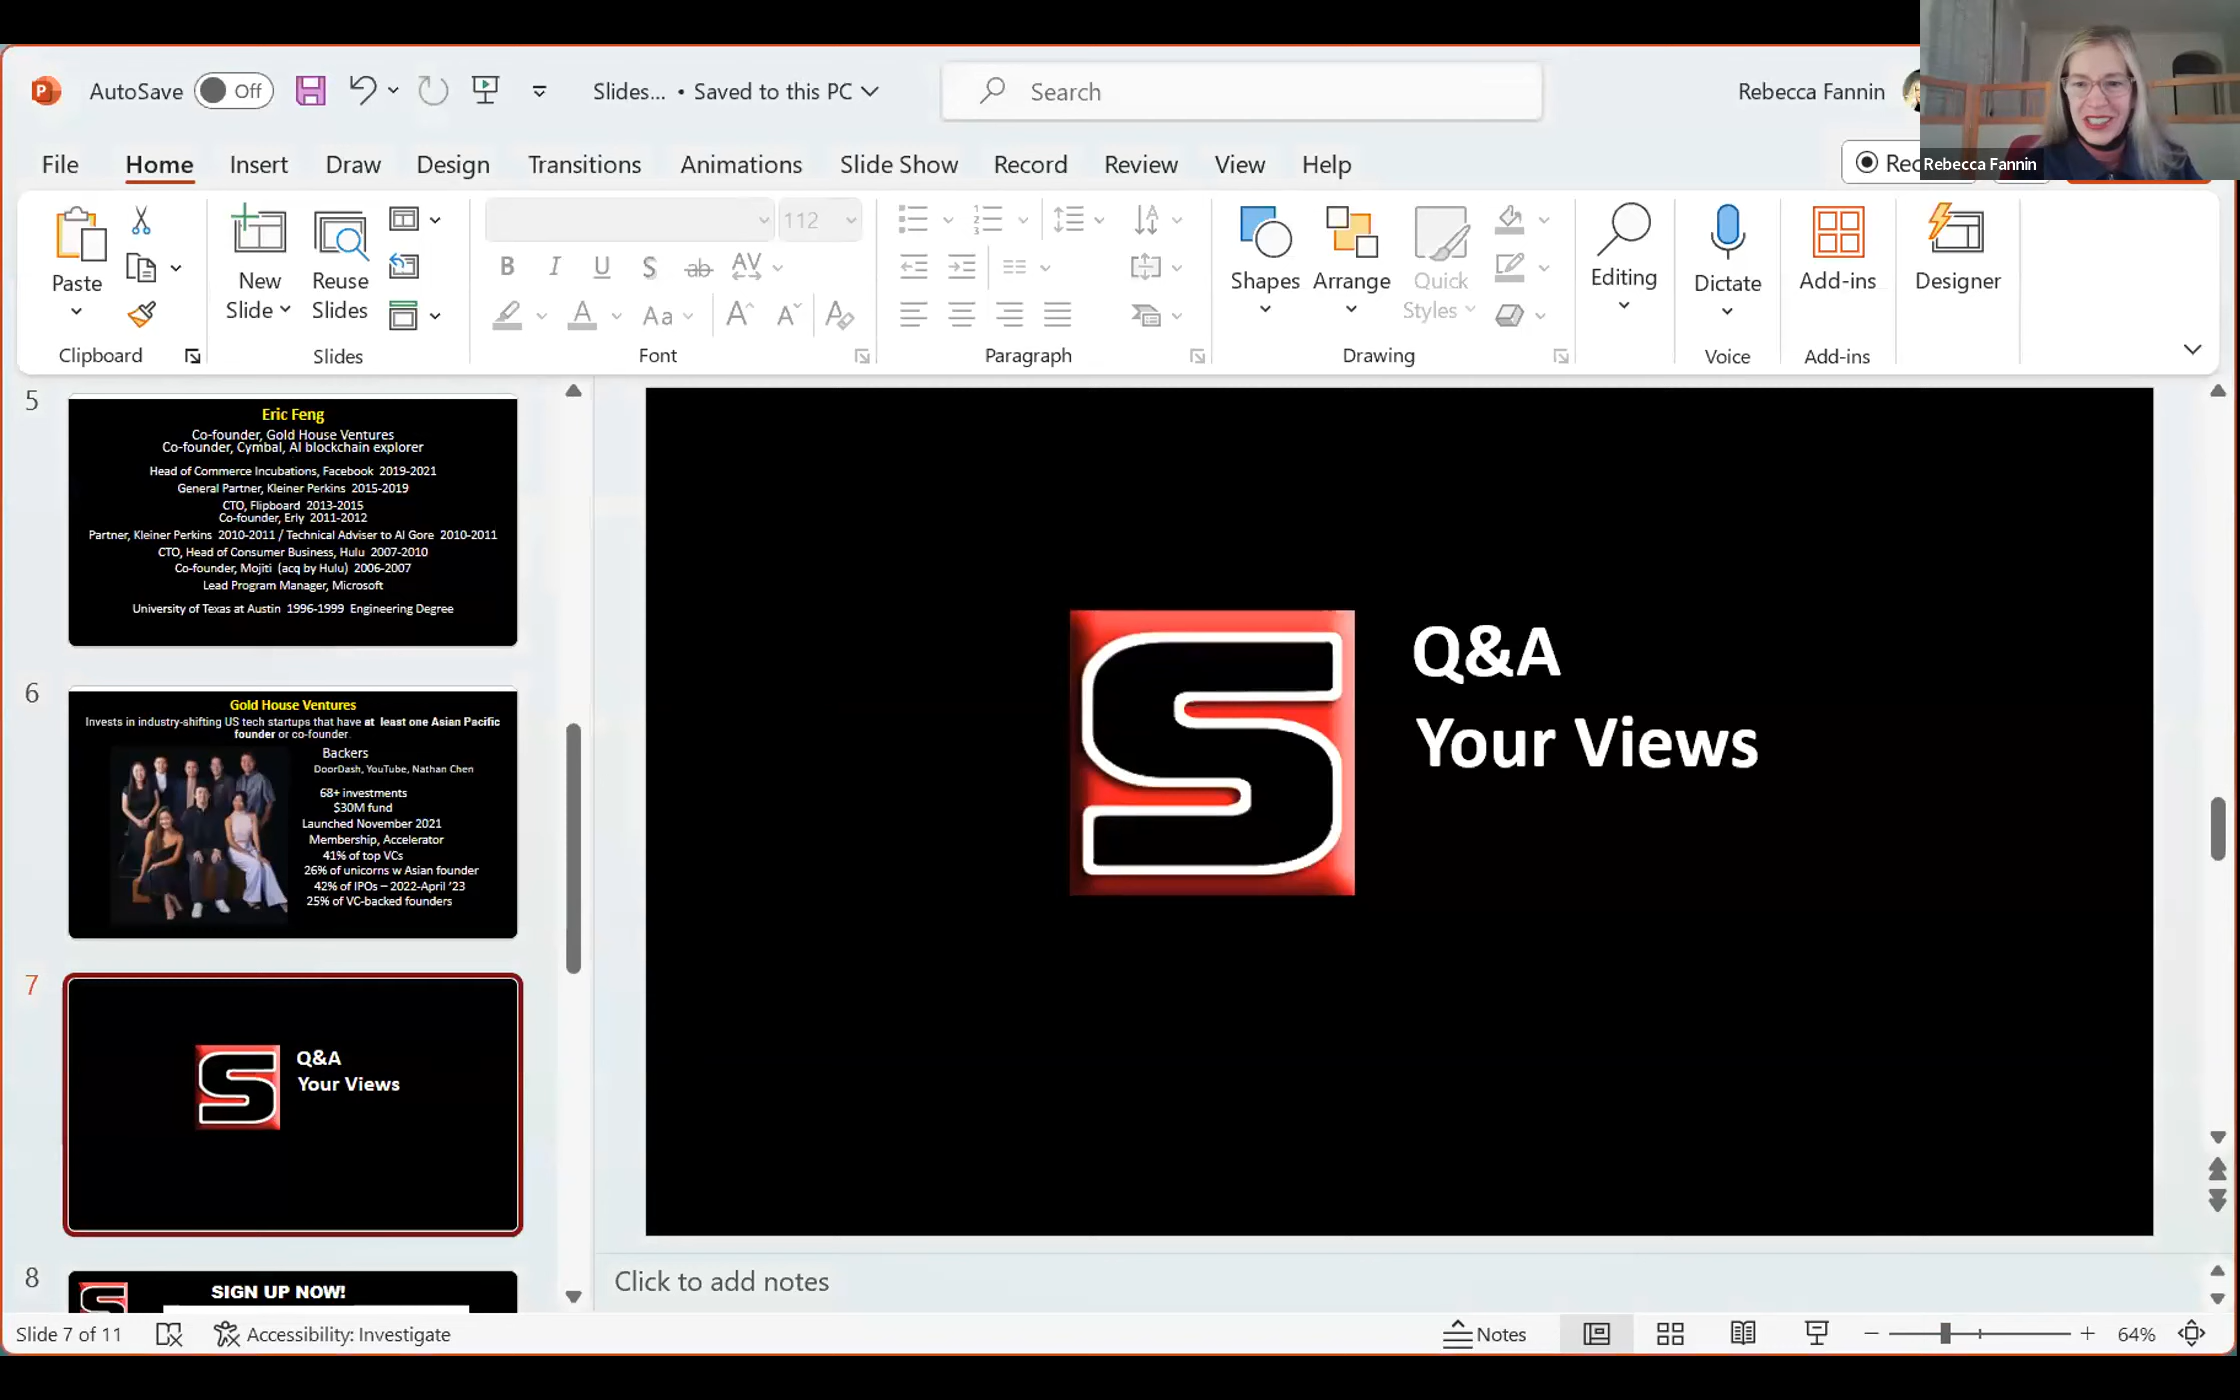 AutoSave
Off
Slides... • Saved to this PC
Search
Rebecca Fannin
Rebecca Fannin
File
Home
Insert
Draw
Design
Transitions
Animations
Slide Show
Record
Review
View
Help
Rec
Paste
New
Slide
Reuse
Slides
112
Shapes
Arrange
Quick
Styles
Editing
Dictate
Add-ins
Designer
Clipboard
Slides
Font
Paragraph
Drawing
Voice
Add-ins
5
Eric Feng
Co-founder, Gold House Ventures
Co-founder, Cymbal, AI blockchain explorer
Head of Commerce Incubations, Facebook 2019-2021
General Partner, Kleiner Perkins 2015-2019
CTO, Flipboard 2013-2015
Co-founder, Erly 2011-2012
Partner, Kleiner Perkins 2010-2011 / Technical Adviser to Al Gore 2010-2011
CTO, Head of Consumer Business, Hulu 2007-2010
Co-founder, Mojiti (acq by Hulu) 2006-2007
Lead Program Manager, Microsoft
University of Texas at Austin 1996-1999 Engineering Degree
6
Gold House Ventures
Invests in industry-shifting US tech startups that have at least one Asian Pacific
founder or co-founder
Backers
DoorDash, YouTube, Nathan Chen
68+ investments
$30M fund
Launched November 2021
Membership, Accelerator
41% of top VCs
26% of unicorns w Asian founder
42% of IPOs – 2022-April '23
25% of VC-backed founders
7
S
Q&A
Your Views
8
S
SIGN UP NOW!
S
Q&A
Your Views
Click to add notes
Slide 7 of 11
Accessibility: Investigate
Notes
64%